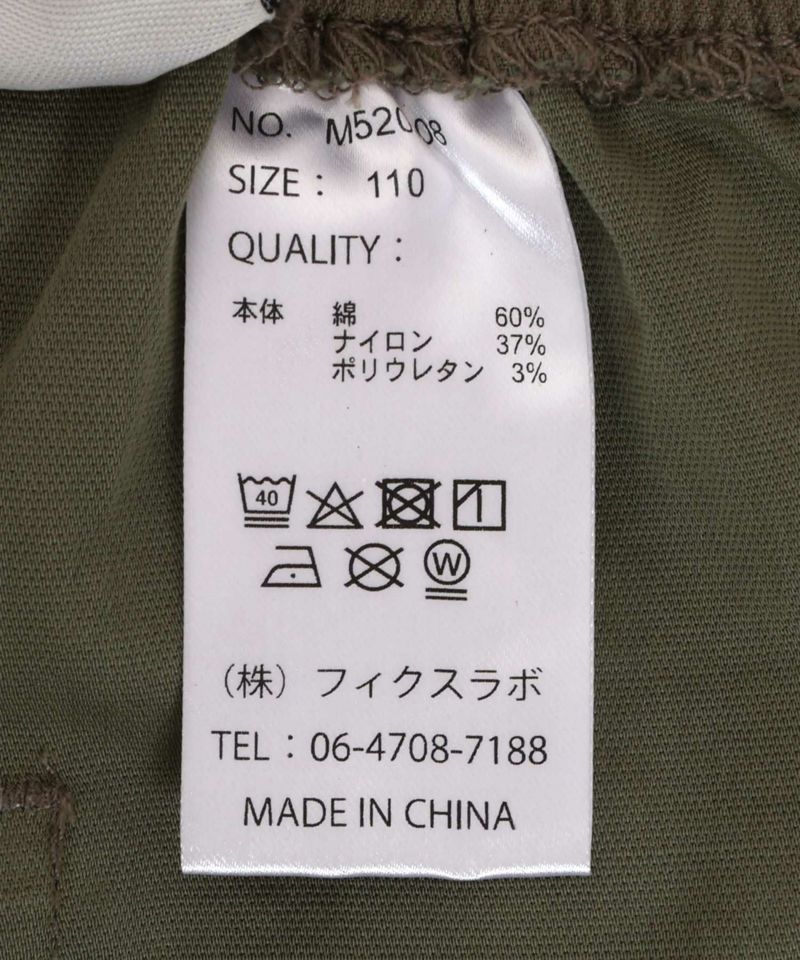 NO. M52008
SIZE : 110
QUALITY :
本体 綿 60%
ナイロン 37%
ポリウレタン 3%
40
W
（株）フィクスラボ
TEL : 06-4708-7188
MADE IN CHINA